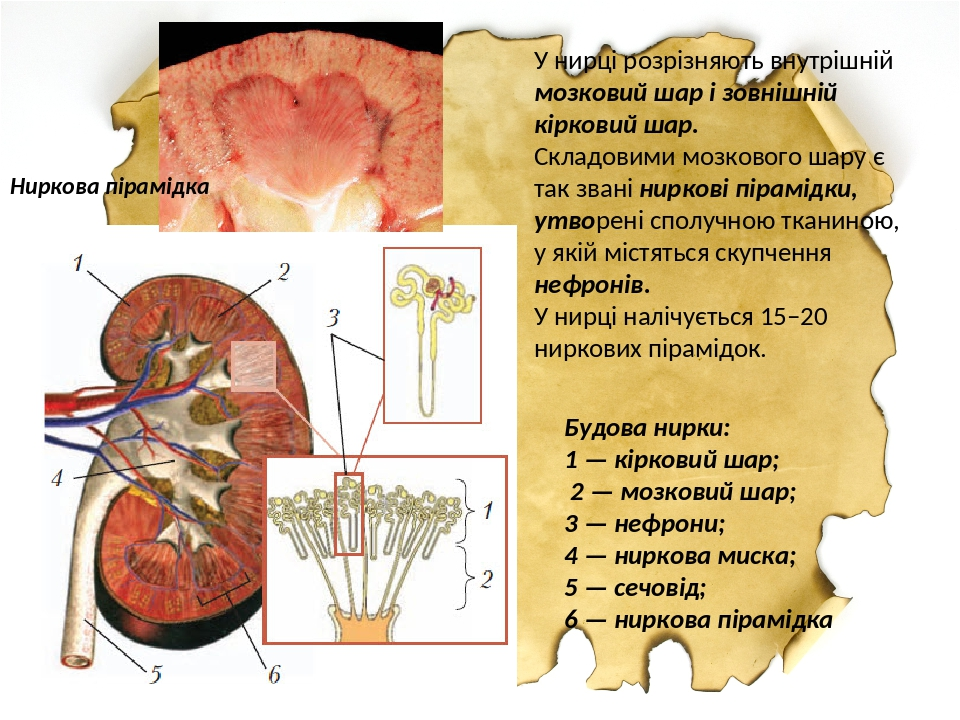 У нирці розрізняють внутрішній
мозковий шар і зовнішній
кірковий шар.
Складовими мозкового шару є
так звані ниркові пірамідки,
утворені сполучною тканиною,
у якій містяться скупчення
нефронів.
У нирці налічується 15–20
ниркових пірамідок.
Ниркова пірамідка
1
2
3
4
1
2
5
6
Будова нирки:
1 — кірковий шар;
2 — мозковий шар;
3 — нефрони;
4 — ниркова миска;
5 — сечовід;
6 — ниркова пірамідка